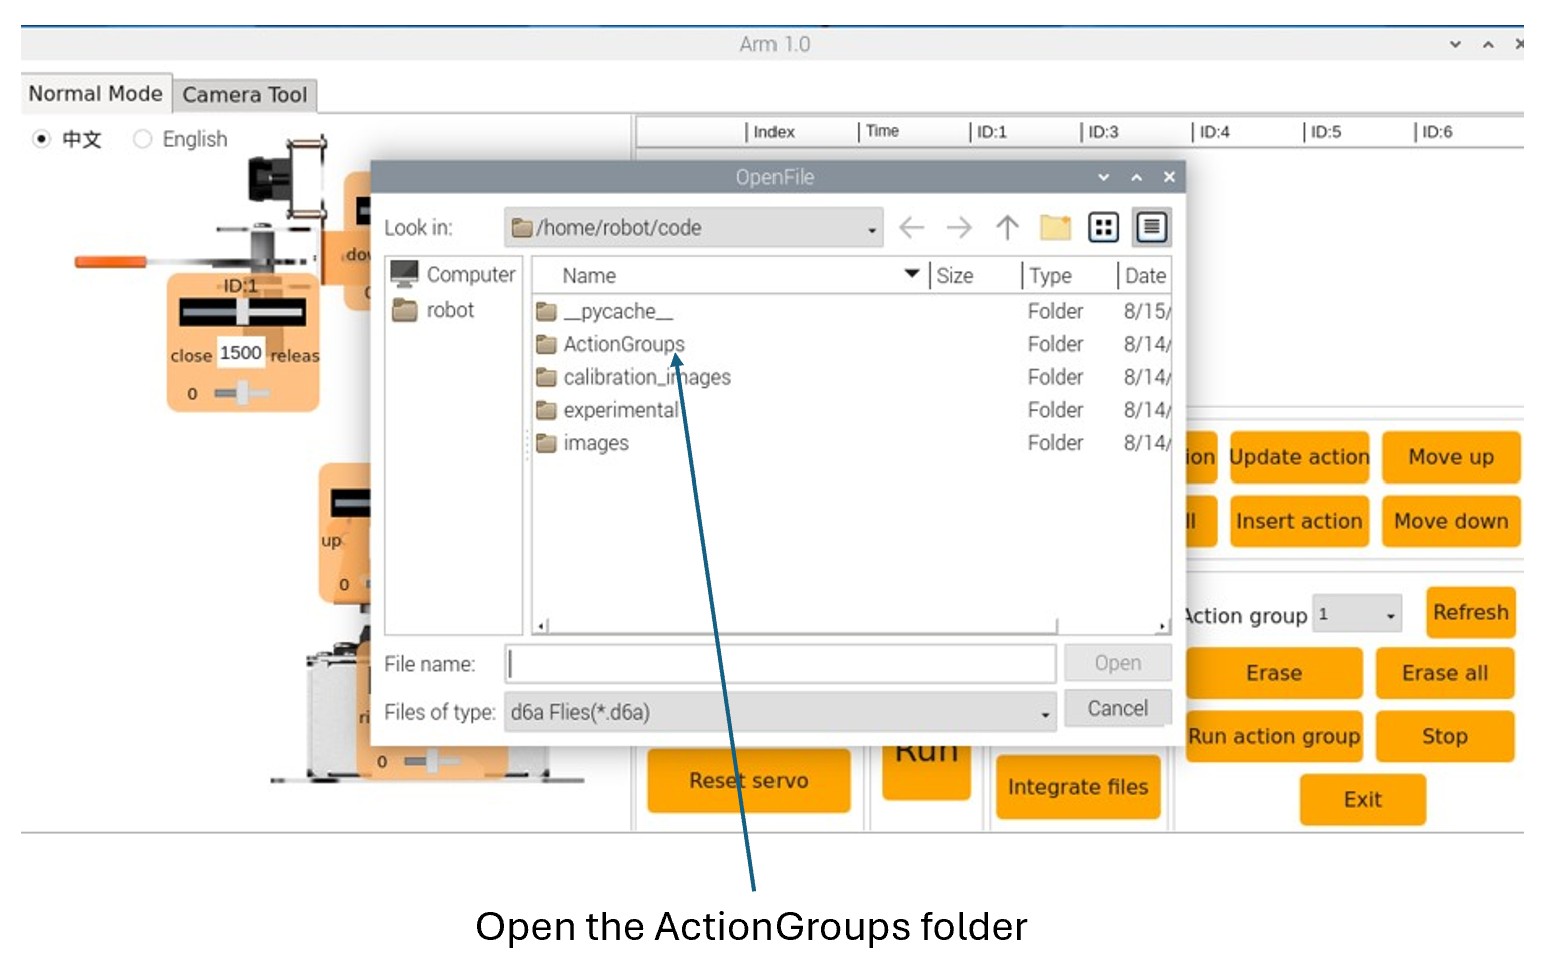 Arm 1.0
Normal Mode
Camera Tool
中文
English
Index
Time
ID:1
ID:3
ID:4
ID:5
ID:6
OpenFile
Look in:
/home/robot/code
Computer
robot
Name
Size
Type
Date
__pycache__
Folder
8/15/
ActionGroups
Folder
8/14/
calibration_images
Folder
8/14/
experimental
Folder
8/14/
images
Folder
8/14/
File name:
Open
Files of type:
d6a Flies(*.d6a)
Cancel
ID:1
close
1500
releas
0
up
0
0
Update action
Move up
Insert action
Move down
Action group
1
Refresh
Erase
Erase all
Run action group
Stop
Reset servo
Run
Integrate files
Exit
Open the ActionGroups folder